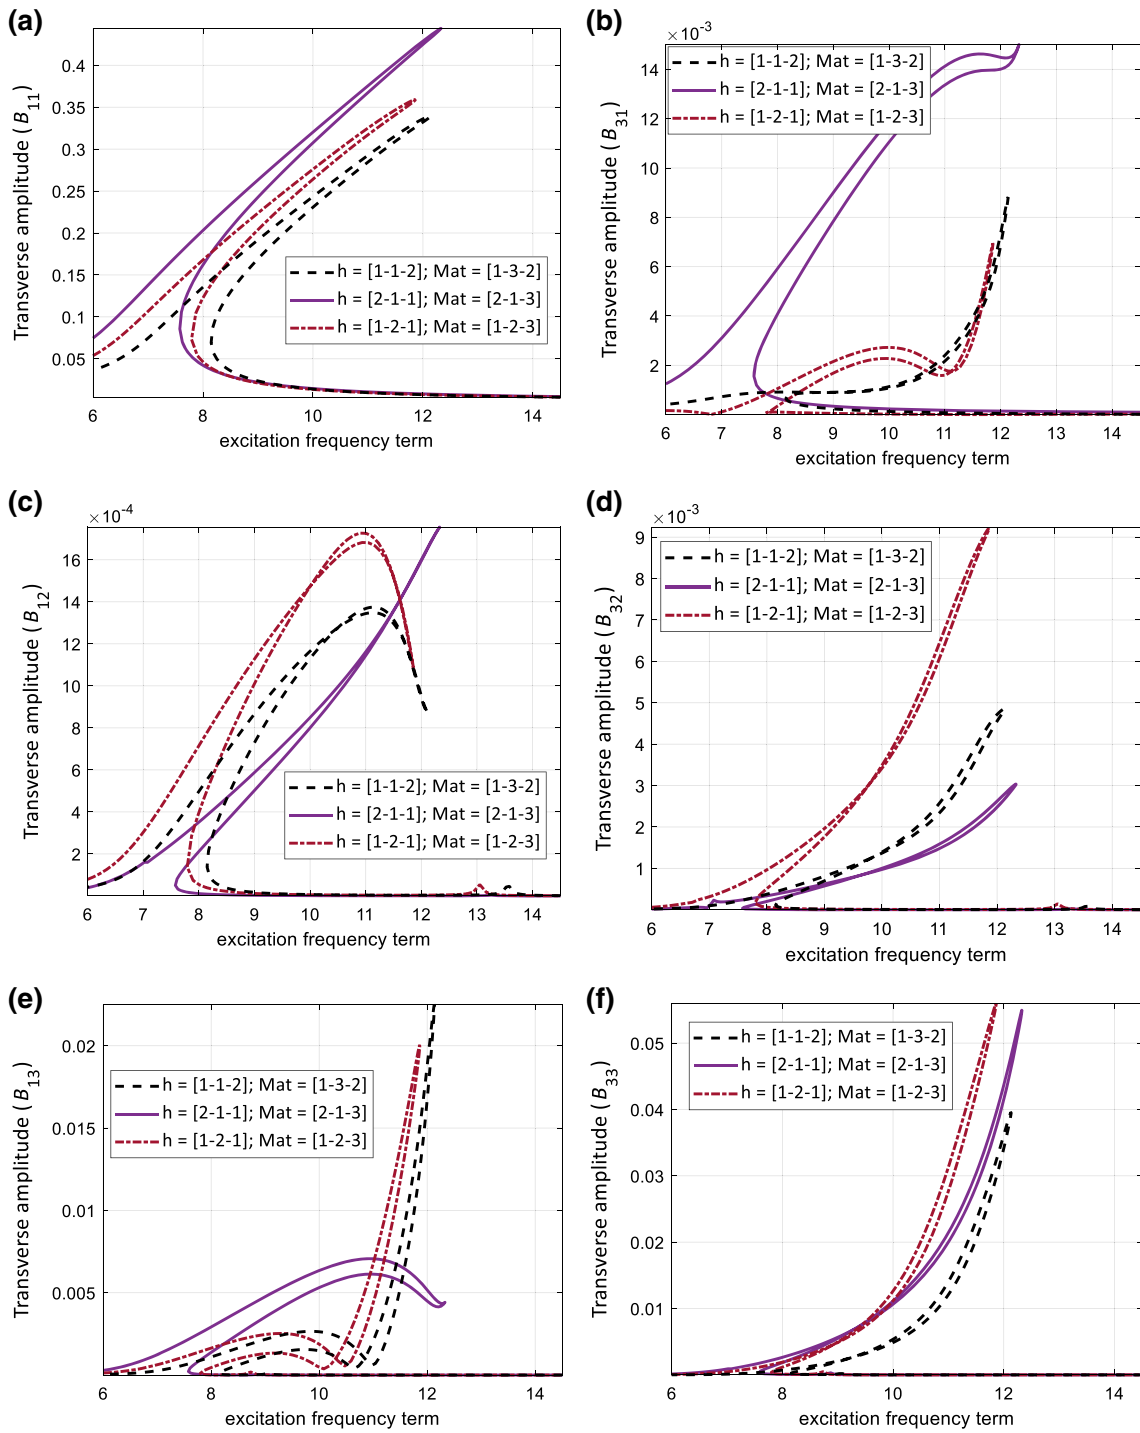 (a)
Transverse amplitude (B11)
0.4
0.35
0.3
0.25
0.2
0.15
0.1
0.05
h = [1-1-2]; Mat = [1-3-2]
h = [2-1-1]; Mat = [2-1-3]
h = [1-2-1]; Mat = [1-2-3]
6 8 10 12 14
excitation frequency term
(b)
×10-3
Transverse amplitude (B31)
14
12
10
8
6
4
2
h = [1-1-2]; Mat = [1-3-2]
h = [2-1-1]; Mat = [2-1-3]
h = [1-2-1]; Mat = [1-2-3]
6 7 8 9 10 11 12 13 14
excitation frequency term
(c)
×10-4
Transverse amplitude (B12)
16
14
12
10
8
6
4
2
h = [1-1-2]; Mat = [1-3-2]
h = [2-1-1]; Mat = [2-1-3]
h = [1-2-1]; Mat = [1-2-3]
6 7 8 9 10 11 12 13 14
excitation frequency term
(d)
×10-3
Transverse amplitude (B32)
9
8
7
6
5
4
3
2
1
h = [1-1-2]; Mat = [1-3-2]
h = [2-1-1]; Mat = [2-1-3]
h = [1-2-1]; Mat = [1-2-3]
6 7 8 9 10 11 12 13 14
excitation frequency term
(e)
Transverse amplitude (B13)
0.02
0.015
0.01
0.005
h = [1-1-2]; Mat = [1-3-2]
h = [2-1-1]; Mat = [2-1-3]
h = [1-2-1]; Mat = [1-2-3]
6 8 10 12 14
excitation frequency term
(f)
Transverse amplitude (B33)
0.05
0.04
0.03
0.02
0.01
h = [1-1-2]; Mat = [1-3-2]
h = [2-1-1]; Mat = [2-1-3]
h = [1-2-1]; Mat = [1-2-3]
6 8 10 12 14
excitation frequency term